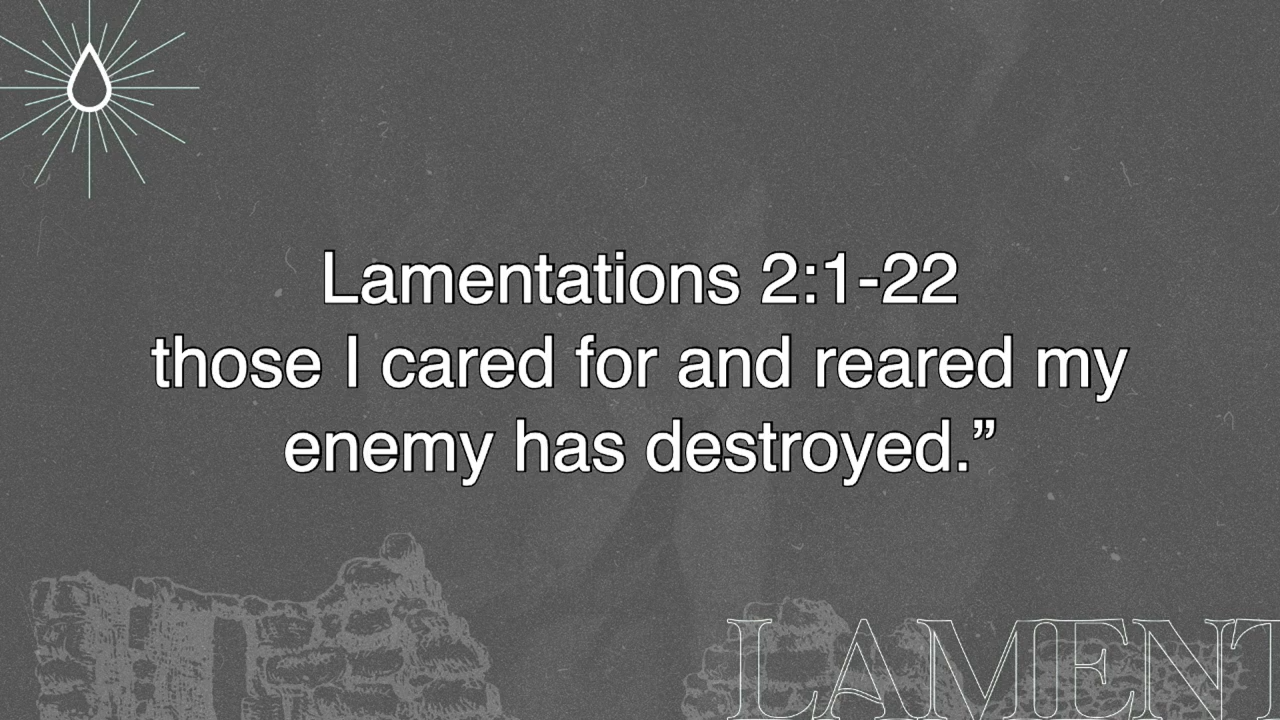 Lamentations 2:1-22
those I cared for and reared my
enemy has destroyed.”
LAMENT